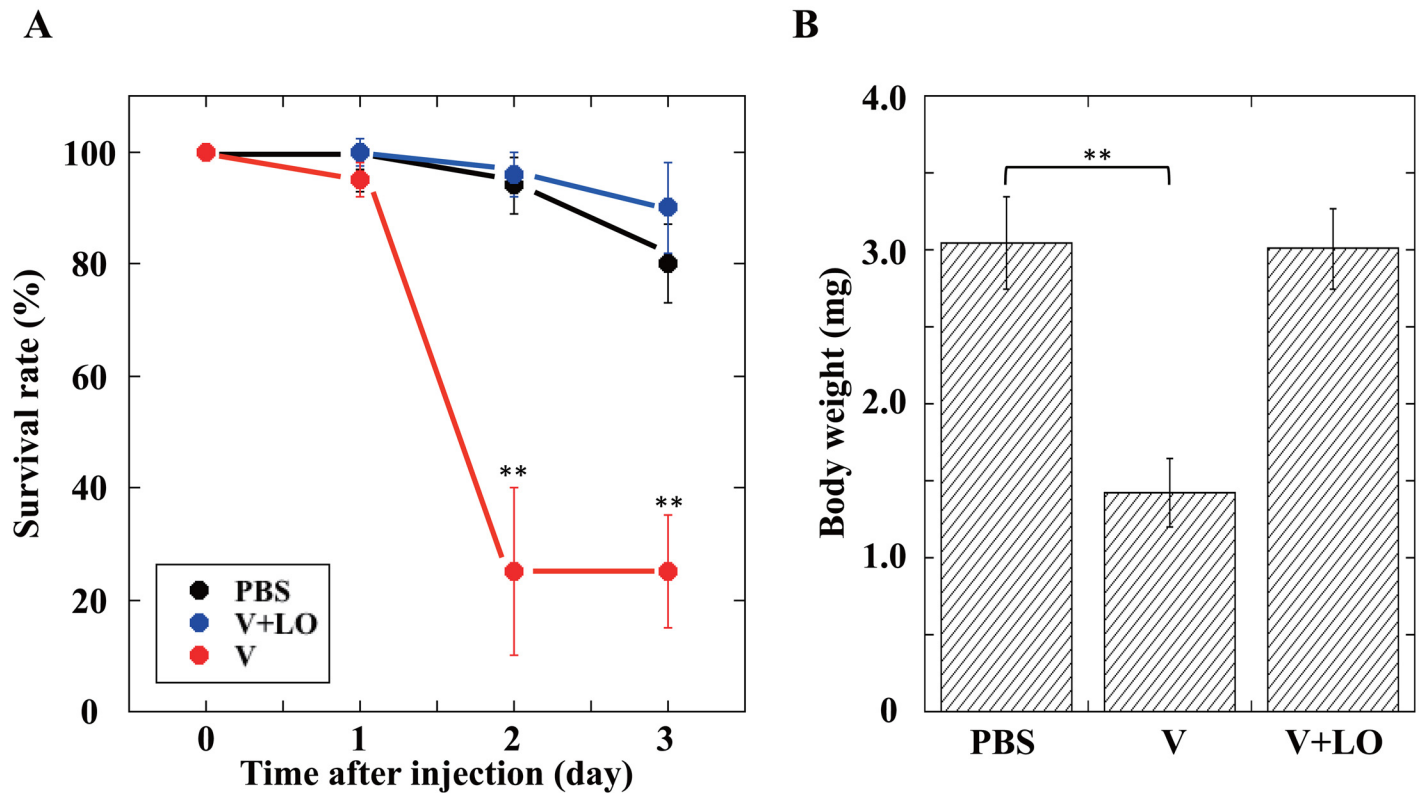 A
Survival rate (%)
100
80
60
40
20
0
**
**
PBS
V+LO
V
0 1 2 3
Time after injection (day)
B
Body weight (mg)
4.0
3.0
2.0
1.0
0
**
PBS V V+LO